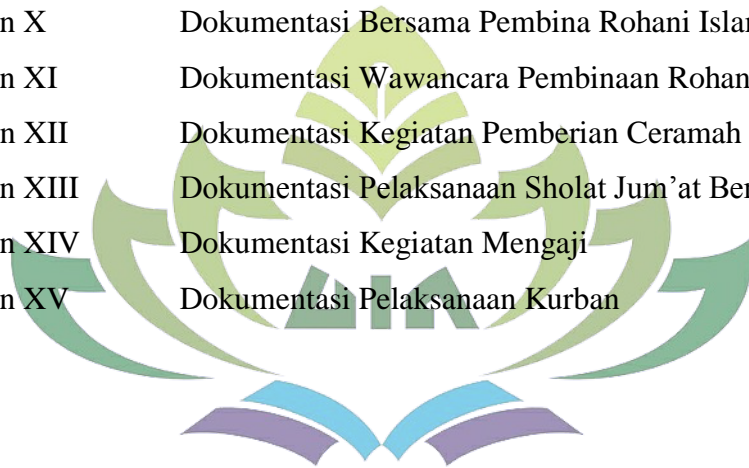 n X Dokumentasi Bersama Pembina Rohani Islam
n XI Dokumentasi Wawancara Pembinaan Rohan
n XII Dokumentasi Kegiatan Pemberian Ceramah
n XIII Dokumentasi Pelaksanaan Sholat Jum’at Ber
n XIV Dokumentasi Kegiatan Mengaji
n XV Dokumentasi Pelaksanaan Kurban
UIN